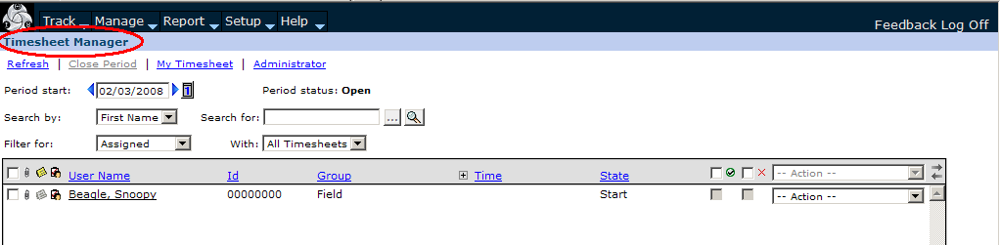 Track Manage Report Setup Help
Feedback Log Off
Timesheet Manager
Refresh | Close Period | My Timesheet | Administrator
Period start: 02/03/2008 1 Period status: Open
Search by: First Name Search for: ...
Filter for: Assigned With: All Timesheets
User Name Id Group Time State -- Action --
Beagle, Snoopy 00000000 Field Start -- Action --